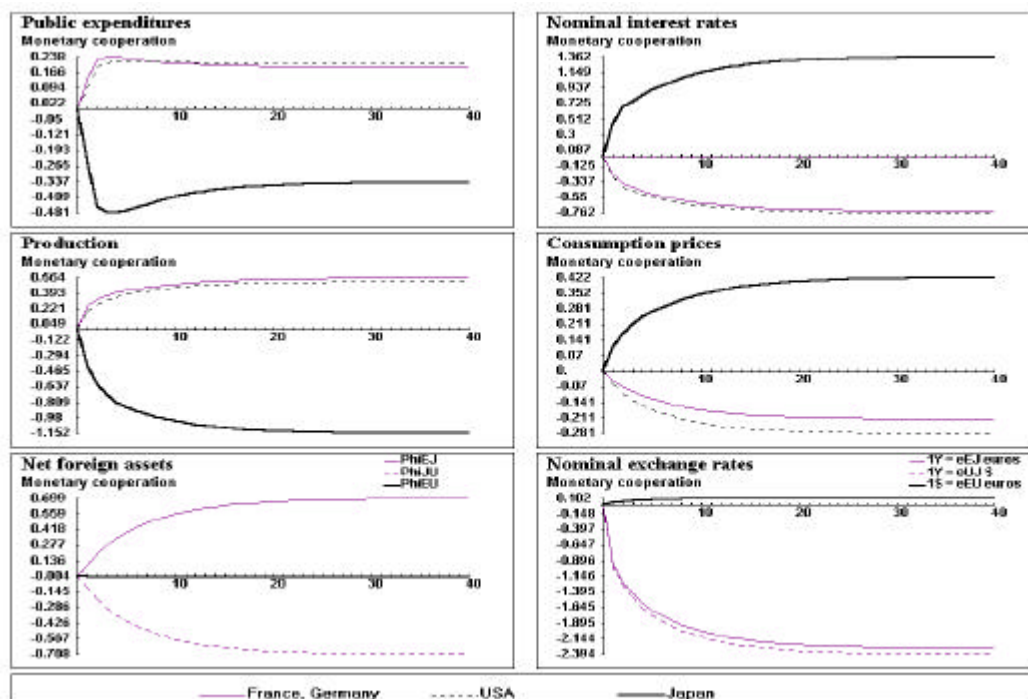 Public expenditures
Monetary cooperation
0.238
0.166
0.094
0.022
-0.05
-0.121
-0.193
-0.265
-0.337
-0.409
-0.481
10 20 30 40
Nominal interest rates
Monetary cooperation
1.362
1.149
0.937
0.725
0.512
0.3
0.087
-0.125
-0.337
-0.55
-0.762
10 20 30 40
Production
Monetary cooperation
0.564
0.393
0.221
0.049
-0.122
-0.294
-0.465
-0.637
-0.809
-0.98
-1.152
10 20 30 40
Consumption prices
Monetary cooperation
0.422
0.352
0.281
0.211
0.141
0.07
0.
-0.07
-0.141
-0.211
-0.281
10 20 30 40
Net foreign assets
Monetary cooperation
PhiEJ
PhiJU
PhiEU
0.699
0.559
0.418
0.277
0.136
-0.004
-0.145
-0.286
-0.426
-0.567
-0.708
10 20 30 40
Nominal exchange rates
Monetary cooperation
1Y = eEJ euros
1Y = eUJ $
1$ = eEU euros
0.102
-0.148
-0.397
-0.647
-0.896
-1.146
-1.395
-1.645
-1.894
-2.144
-2.394
10 20 30 40
France, Germany USA Japan